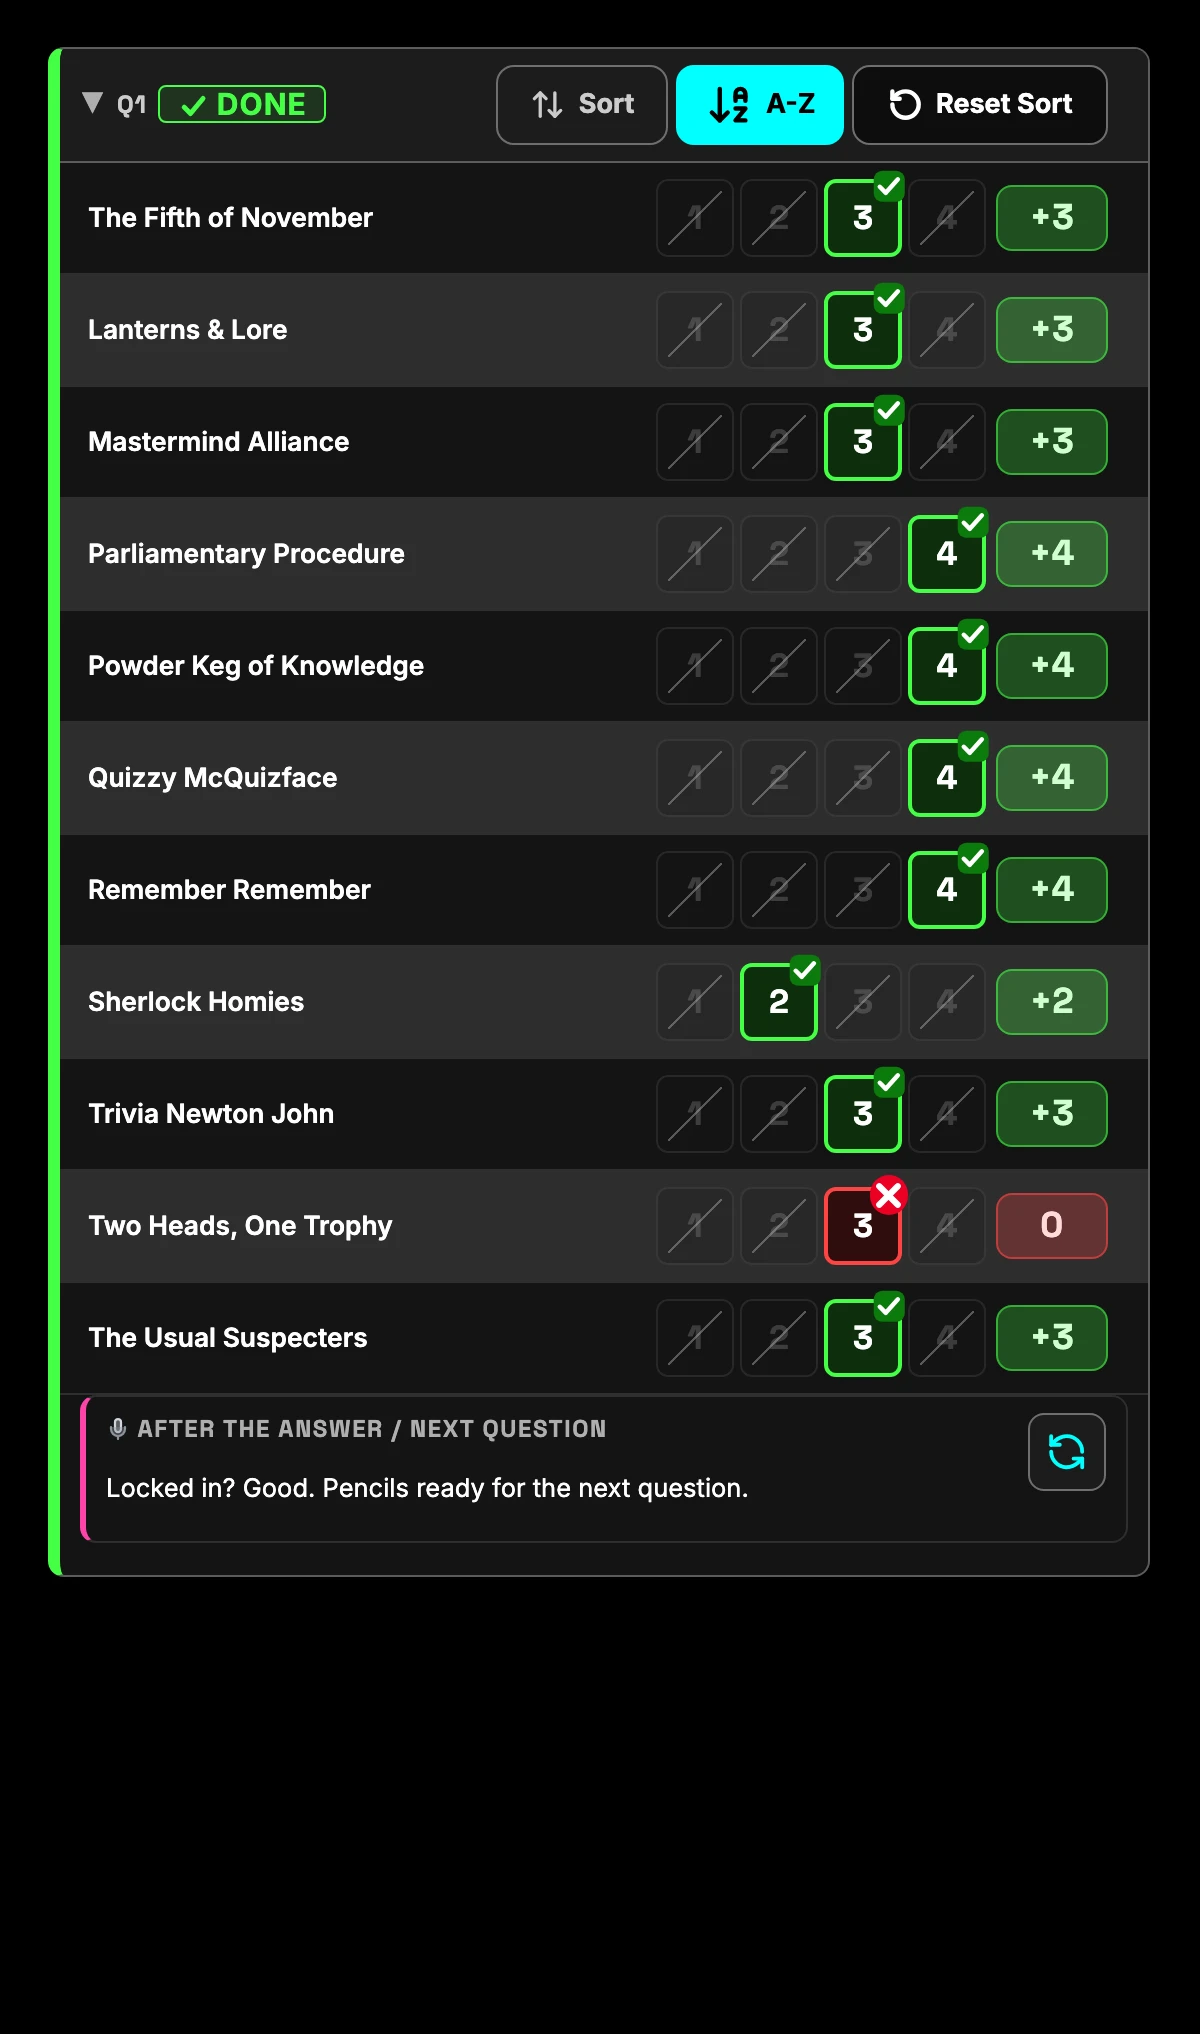 ▼ Q1 ✓ DONE Sort A-Z Reset Sort
The Fifth of November 1 2 3 4 +3
Lanterns & Lore 1 2 3 4 +3
Mastermind Alliance 1 2 3 4 +3
Parliamentary Procedure 1 2 3 4 +4
Powder Keg of Knowledge 1 2 3 4 +4
Quizzy McQuizface 1 2 3 4 +4
Remember Remember 1 2 3 4 +4
Sherlock Homies 1 2 3 4 +2
Trivia Newton John 1 2 3 4 +3
Two Heads, One Trophy 1 2 3 4 0
The Usual Suspecters 1 2 3 4 +3
AFTER THE ANSWER / NEXT QUESTION
Locked in? Good. Pencils ready for the next question.